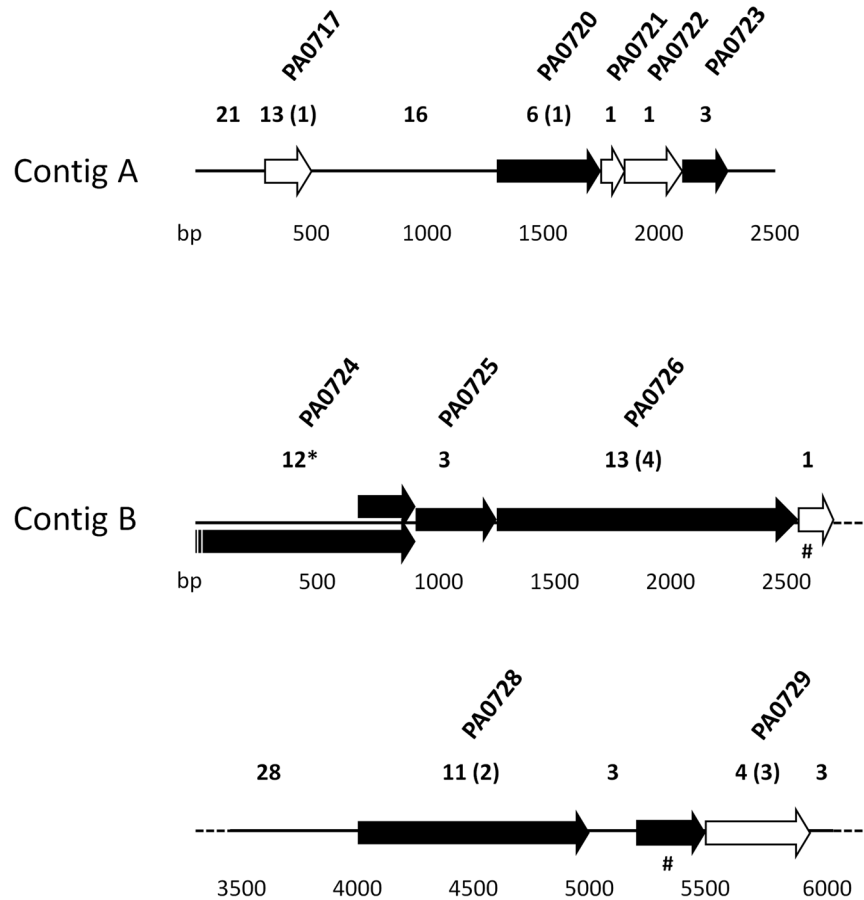 PA0717 PA0720 PA0721 PA0722 PA0723
21 13 (1) 16 6 (1) 1 1 3
Contig A
bp 500 1000 1500 2000 2500
PA0724 PA0725 PA0726
12* 3 13 (4) 1
Contig B
#
bp 500 1000 1500 2000 2500
PA0728 PA0729
28 11 (2) 3 4 (3) 3
#
3500 4000 4500 5000 5500 6000